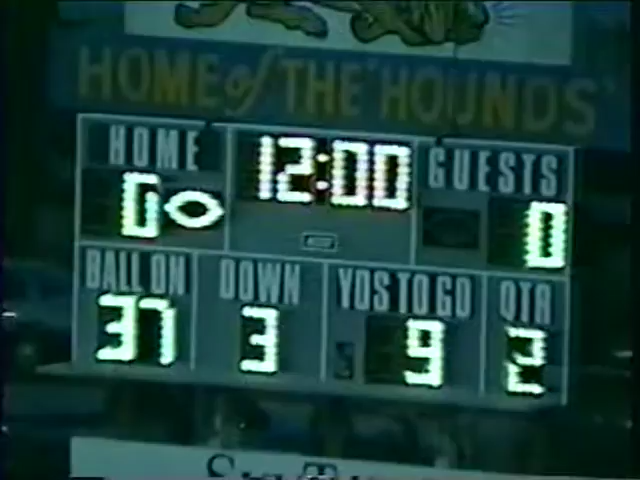 HOME of THE "HOUNDS"
HOME 12:00 GUESTS
0 0
BALL ON DOWN YDS TO GO QTR
37 3 9 2